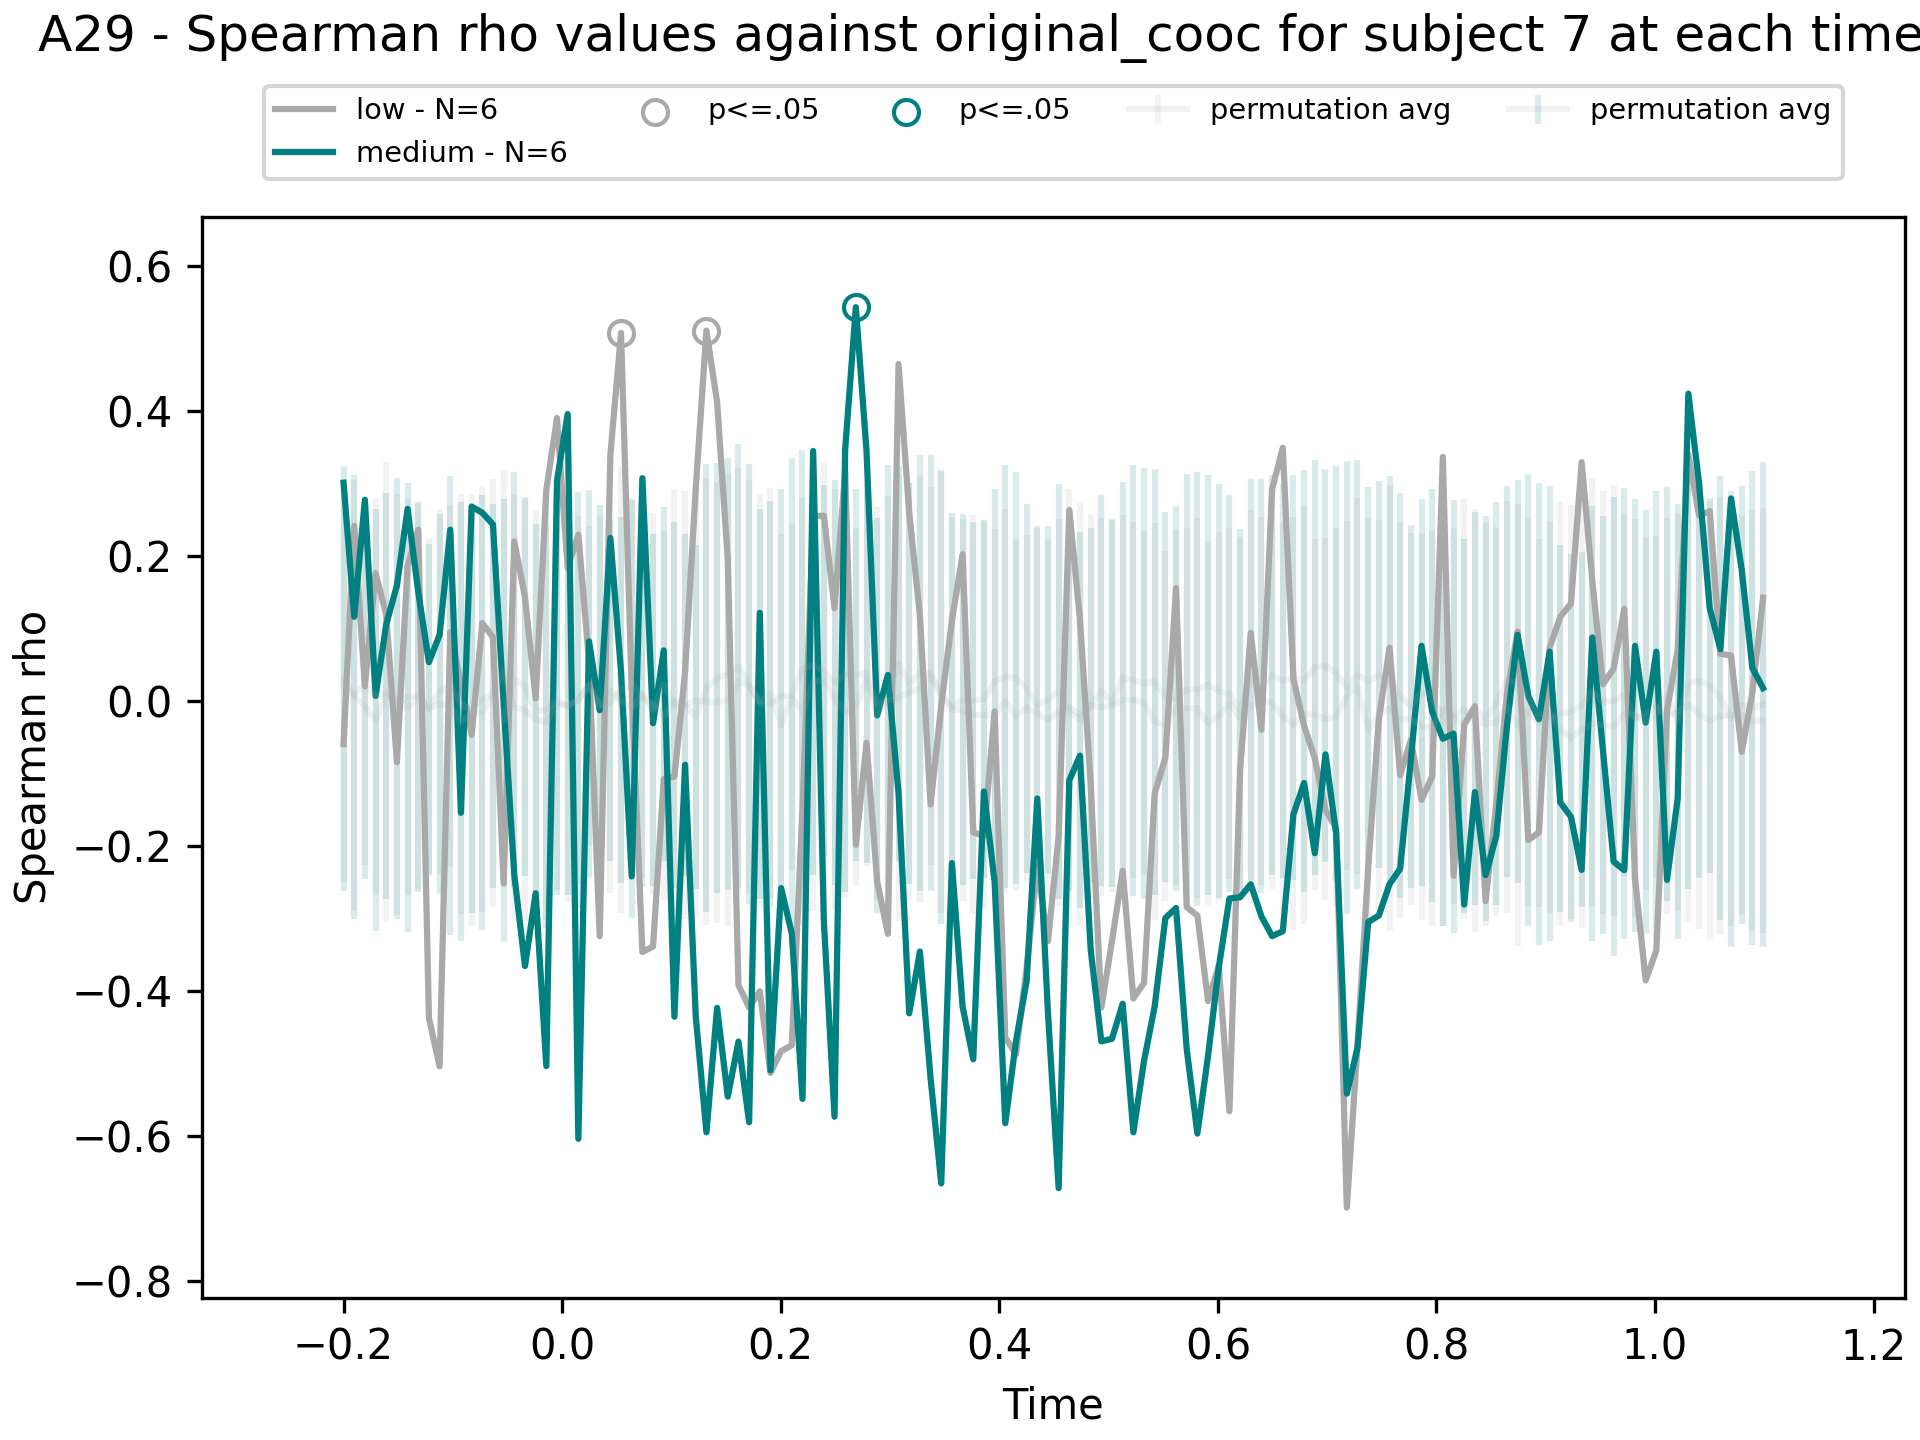 A29 - Spearman rho values against original_cooc for subject 7 at each time
low - N=6
medium - N=6
p<=.05
p<=.05
permutation avg
permutation avg
Spearman rho
0.6
0.4
0.2
0.0
−0.2
−0.4
−0.6
−0.8
−0.2 0.0 0.2 0.4 0.6 0.8 1.0 1.2
Time